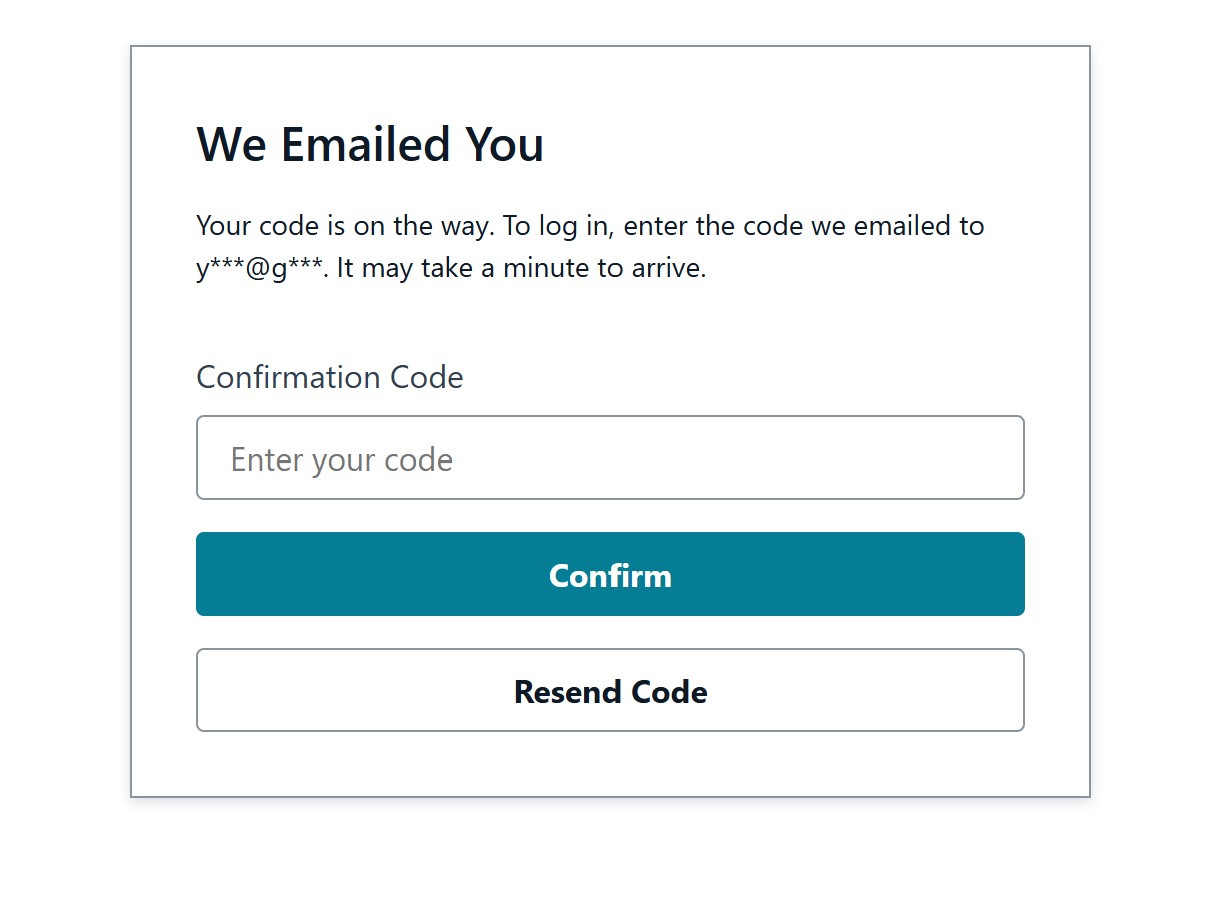 We Emailed You
Your code is on the way. To log in, enter the code we emailed to
y***@g***. It may take a minute to arrive.
Confirmation Code
Enter your code
Confirm
Resend Code